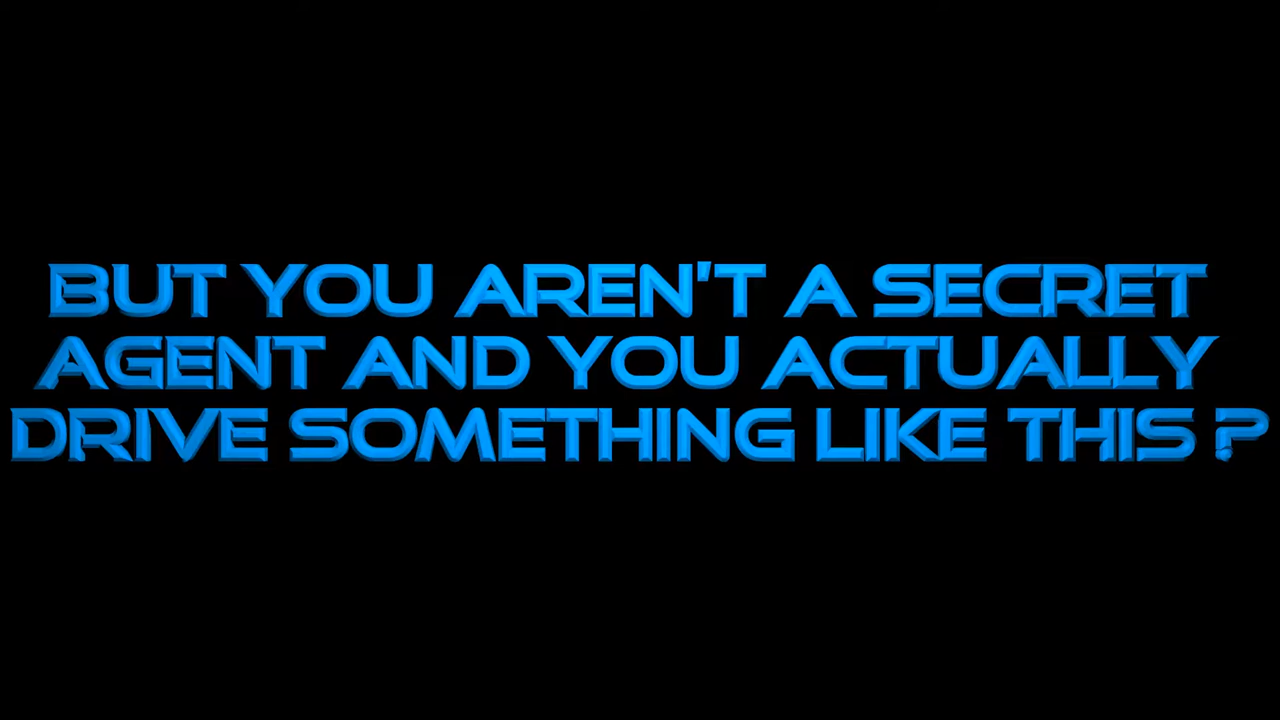 BUT YOU AREN'T A SECRET
AGENT AND YOU ACTUALLY
DRIVE SOMETHING LIKE THIS ?